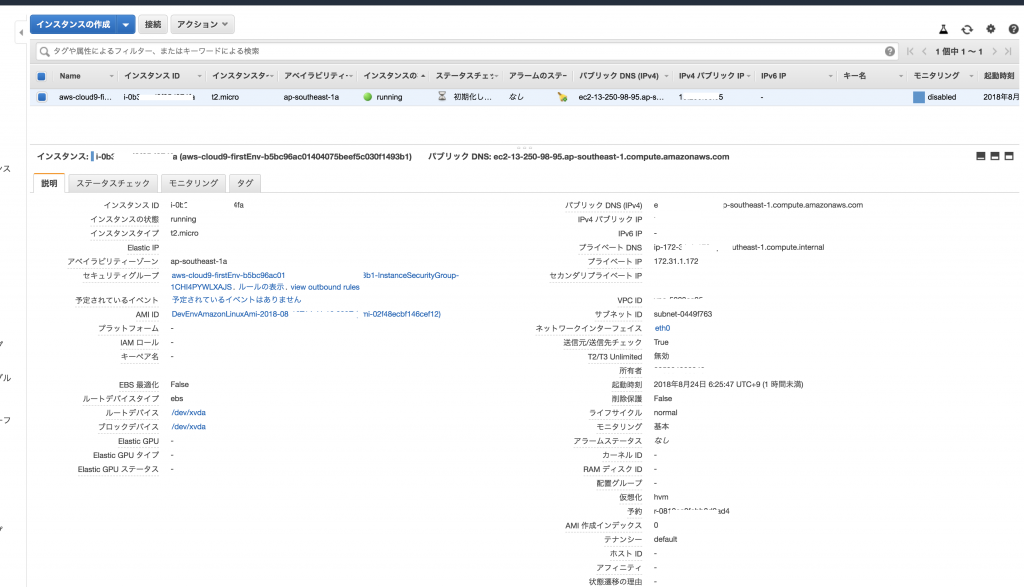 インスタンスの作成 接続 アクション
タグや属性によるフィルター、またはキーワードによる検索 1 個中 1 ～ 1
Name インスタンス ID インスタンスタ アベイラビリティ インスタンスの ステータスチェ アラームのステー パブリック DNS (IPv4) IPv4 パブリック IP IPv6 IP キー名 モニタリング 起動時刻
aws-cloud9-fi... i-0b3 t2.micro ap-southeast-1a running 初期化し... なし ec2-13-250-98-95.ap-s... 1 5 - disabled 2018年8月
インスタンス: i-0b3 a (aws-cloud9-firstEnv-b5bc96ac01404075beef5c030f1493b1) パブリック DNS: ec2-13-250-98-95.ap-southeast-1.compute.amazonaws.com
説明 ステータスチェック モニタリング タグ
インスタンス ID i-0b 4fa
インスタンスの状態 running
インスタンスタイプ t2.micro
Elastic IP
アベイラビリティーゾーン ap-southeast-1a
セキュリティグループ aws-cloud9-firstEnv-b5bc96ac01 3b1-InstanceSecurityGroup-
1CHI4PYWLXAJS. ルールの表示. view outbound rules
予定されているイベント 予定されているイベントはありません
AMI ID DevEnvAmazonLinuxAmi-2018-08 mi-02f48ecbf146cef12)
プラットフォーム -
IAM ロール -
キーペア名 -
EBS 最適化 False
ルートデバイスタイプ ebs
ルートデバイス /dev/xvda
ブロックデバイス /dev/xvda
Elastic GPU -
Elastic GPU タイプ -
Elastic GPU ステータス -
パブリック DNS (IPv4) e p-southeast-1.compute.amazonaws.com
IPv4 パブリック IP
IPv6 IP -
プライベート DNS ip-172-3 utheast-1.compute.internal
プライベート IP 172.31.1.172
セカンダリプライベート IP
VPC ID
サブネット ID subnet-0449f763
ネットワークインターフェイス eth0
送信元/送信先チェック True
T2/T3 Unlimited 無効
所有者
起動時刻 2018年8月24日 6:25:47 UTC+9 (1 時間未満)
削除保護 False
ライフサイクル normal
モニタリング 基本
アラームステータス なし
カーネル ID -
RAM ディスク ID -
配置グループ -
仮想化 hvm
予約 r-081 ad4
AMI 作成インデックス 0
テナンシー default
ホスト ID -
アフィニティ -
状態遷移の理由 -